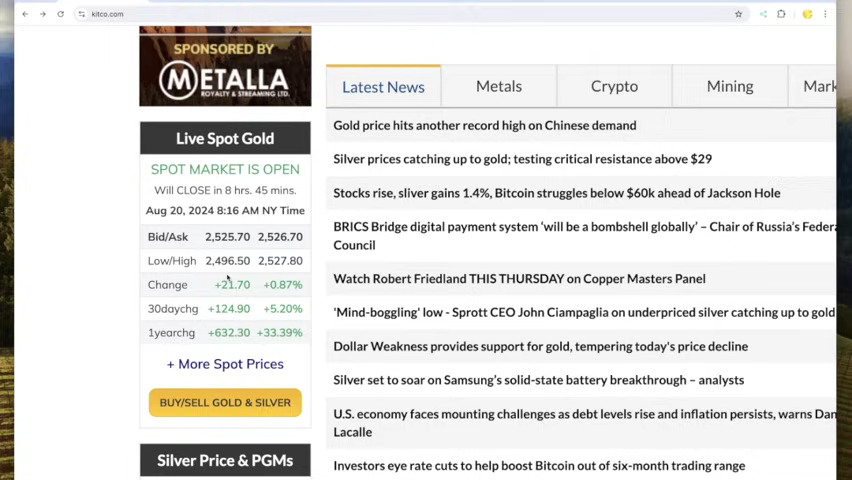 kitco.com
SPONSORED BY
METALLA
ROYALTY & STREAMING LTD.
Latest News
Metals
Crypto
Mining
Mark
Live Spot Gold
SPOT MARKET IS OPEN
Will CLOSE in 8 hrs. 45 mins.
Aug 20, 2024 8:16 AM NY Time
Bid/Ask 2,525.70 2,526.70
Low/High 2,496.50 2,527.80
Change +21.70 +0.87%
30daychg +124.90 +5.20%
1yearchg +632.30 +33.39%
+ More Spot Prices
BUY/SELL GOLD & SILVER
Silver Price & PGMs
Gold price hits another record high on Chinese demand
Silver prices catching up to gold; testing critical resistance above $29
Stocks rise, sliver gains 1.4%, Bitcoin struggles below $60k ahead of Jackson Hole
BRICS Bridge digital payment system ‘will be a bombshell globally’ – Chair of Russia’s Federa
Council
Watch Robert Friedland THIS THURSDAY on Copper Masters Panel
'Mind-boggling' low - Sprott CEO John Ciampaglia on underpriced silver catching up to gold
Dollar Weakness provides support for gold, tempering today's price decline
Silver set to soar on Samsung’s solid-state battery breakthrough – analysts
U.S. economy faces mounting challenges as debt levels rise and inflation persists, warns Dan
Lacalle
Investors eye rate cuts to help boost Bitcoin out of six-month trading range